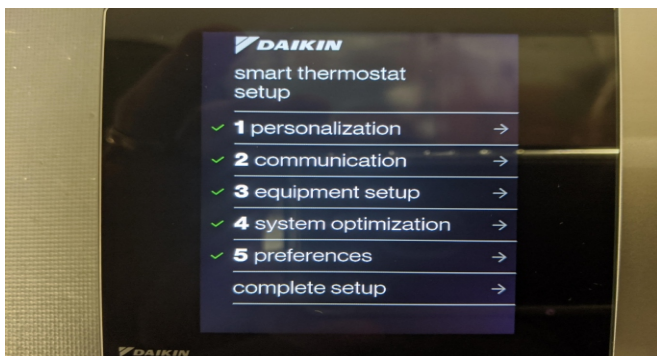 DAIKIN
smart thermostat
setup
1 personalization
2 communication
3 equipment setup
4 system optimization
5 preferences
complete setup
DAIKIN